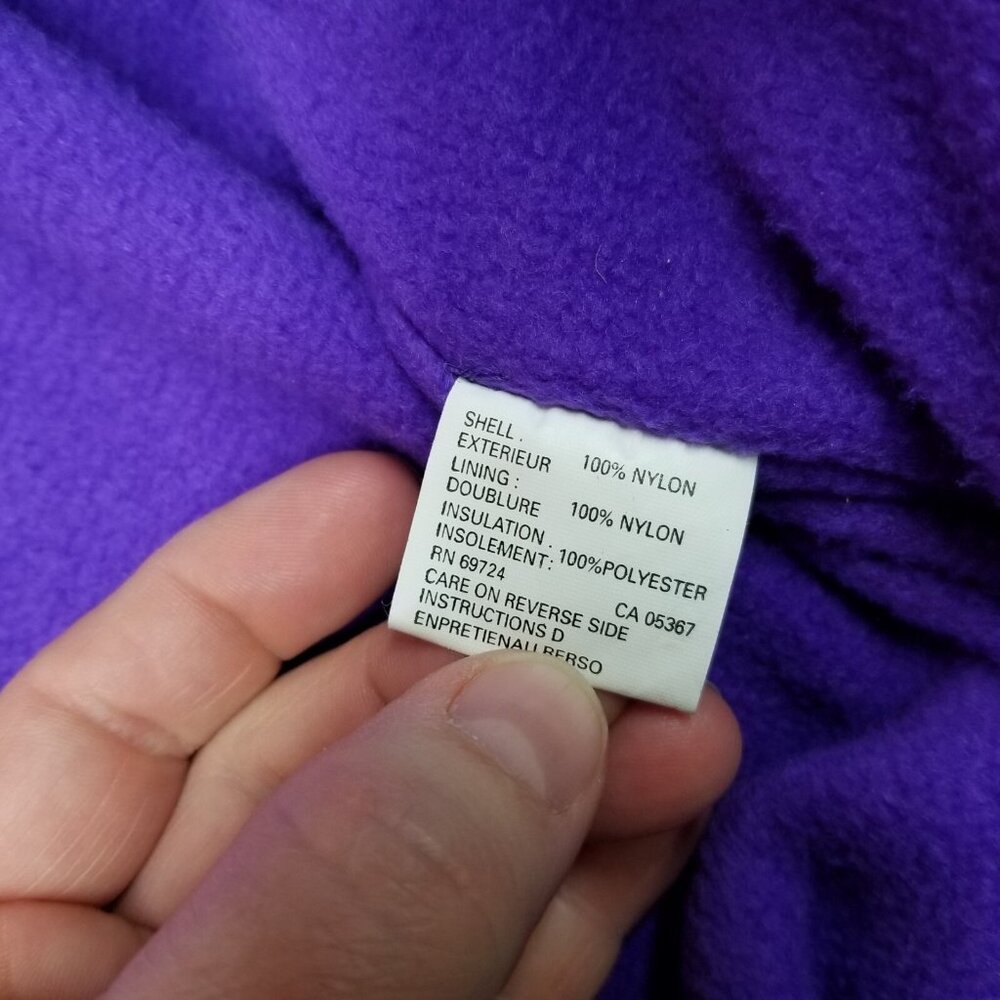 SHELL.
EXTERIEUR 100% NYLON
LINING :
DOUBLURE 100% NYLON
INSULATION .
INSOLEMENT: 100%POLYESTER
RN 69724 CA 05367
CARE ON REVERSE SIDE
INSTRUCTIONS D